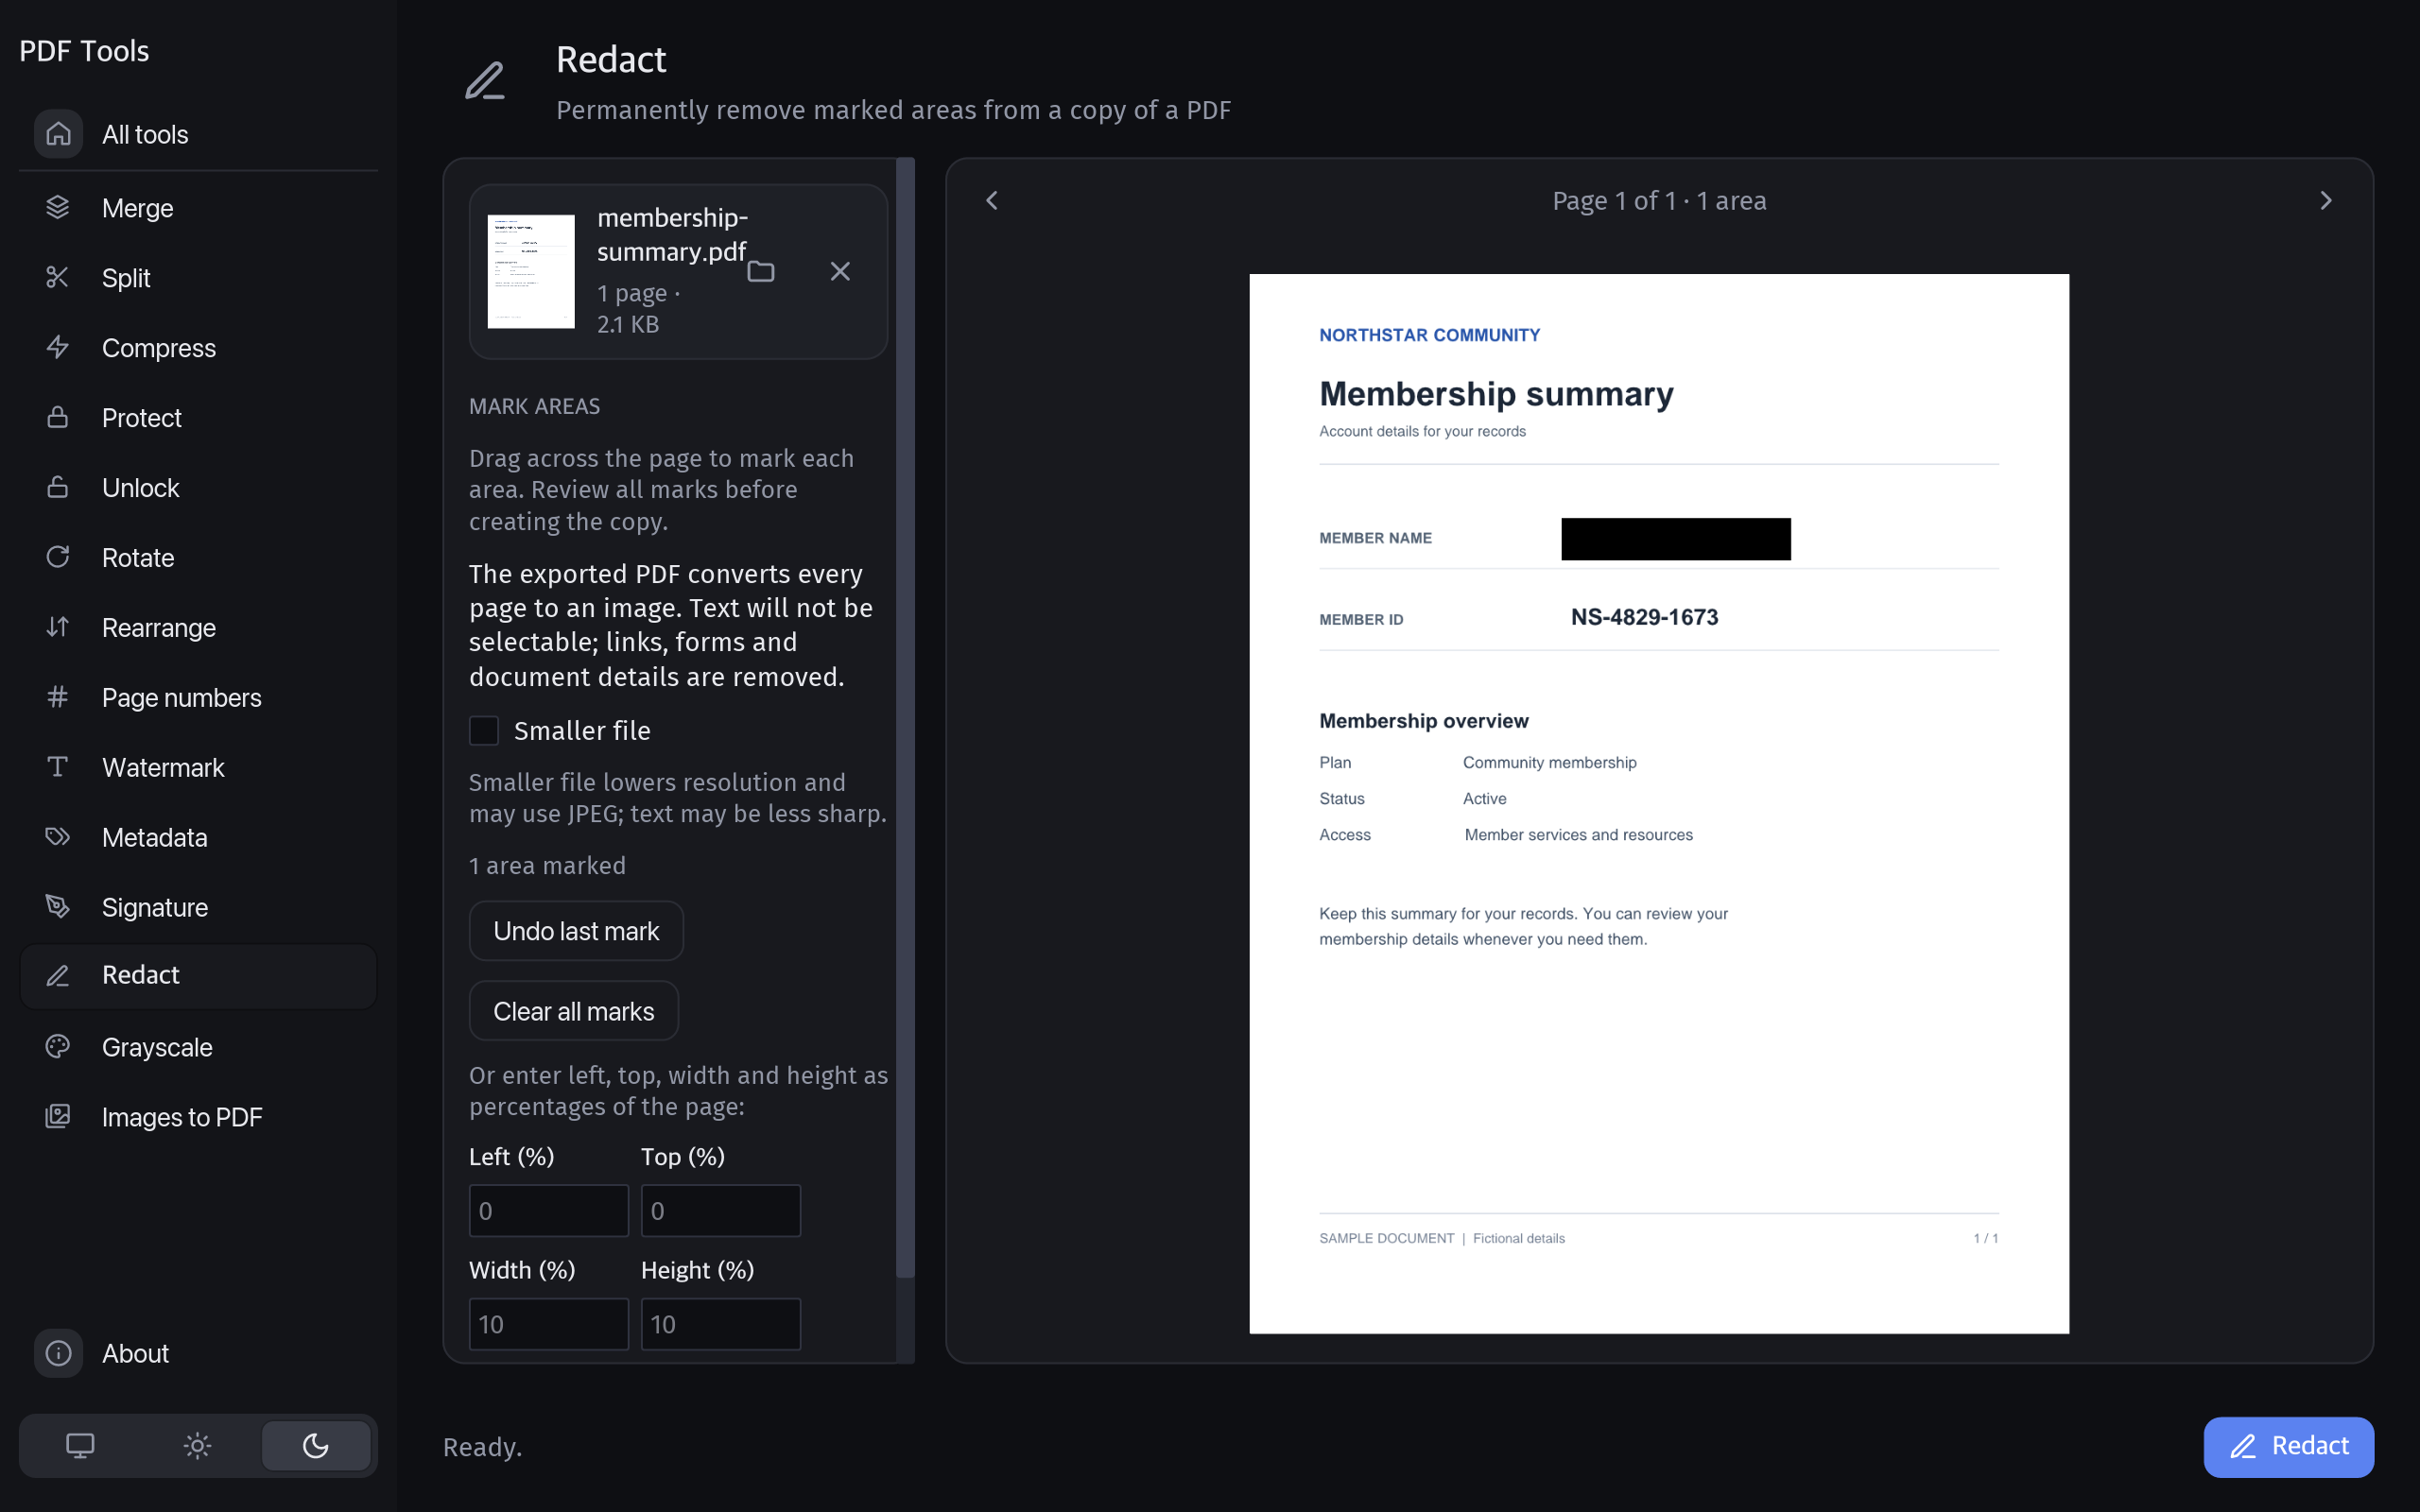 PDF Tools
All tools
Merge
Split
Compress
Protect
Unlock
Rotate
Rearrange
Page numbers
Watermark
Metadata
Signature
Redact
Grayscale
Images to PDF
About
Redact
Permanently remove marked areas from a copy of a PDF
membership-
summary.pdf
1 page ·
2.1 KB
MARK AREAS
Drag across the page to mark each
area. Review all marks before
creating the copy.
The exported PDF converts every
page to an image. Text will not be
selectable; links, forms and
document details are removed.
Smaller file
Smaller file lowers resolution and
may use JPEG; text may be less sharp.
1 area marked
Undo last mark
Clear all marks
Or enter left, top, width and height as
percentages of the page:
Left (%) Top (%)
0 0
Width (%) Height (%)
10 10
Page 1 of 1 · 1 area
NORTHSTAR COMMUNITY
Membership summary
Account details for your records
MEMBER NAME
MEMBER ID NS-4829-1673
Membership overview
Plan Community membership
Status Active
Access Member services and resources
Keep this summary for your records. You can review your
membership details whenever you need them.
SAMPLE DOCUMENT | Fictional details 1 / 1
Ready.
Redact